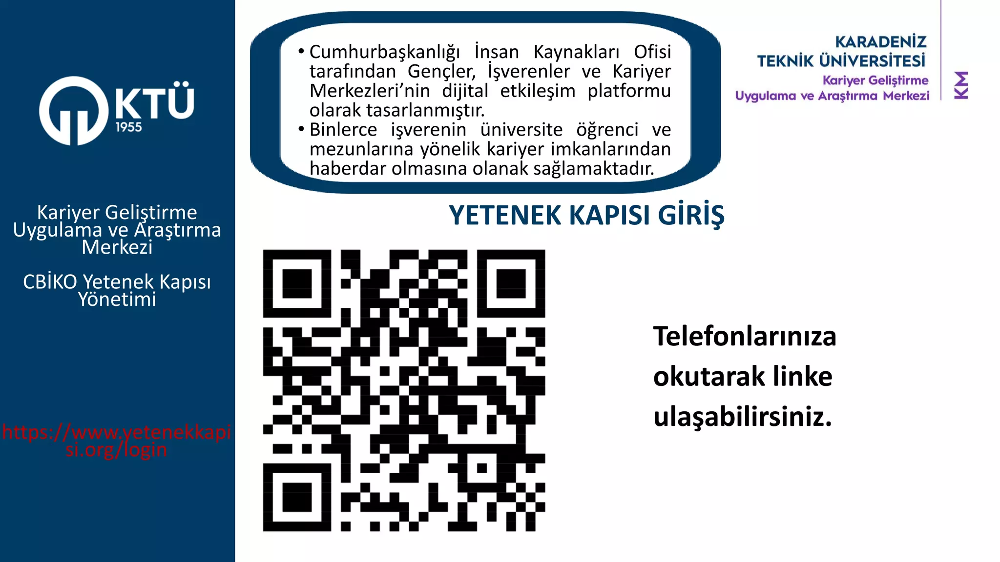 KTÜ
1955
Kariyer Geliştirme
Uygulama ve Araştırma
Merkezi
CBİKO Yetenek Kapısı
Yönetimi
https://www.yetenekkapi
si.org/login
• Cumhurbaşkanlığı İnsan Kaynakları Ofisi
tarafından Gençler, İşverenler ve Kariyer
Merkezleri’nin dijital etkileşim platformu
olarak tasarlanmıştır.
• Binlerce işverenin üniversite öğrenci ve
mezunlarına yönelik kariyer imkanlarından
haberdar olmasına olanak sağlamaktadır.
KARADENİZ
TEKNİK ÜNİVERSİTESİ
Kariyer Geliştirme
Uygulama ve Araştırma Merkezi
KM
YETENEK KAPISI GİRİŞ
Telefonlarınıza
okutarak linke
ulaşabilirsiniz.